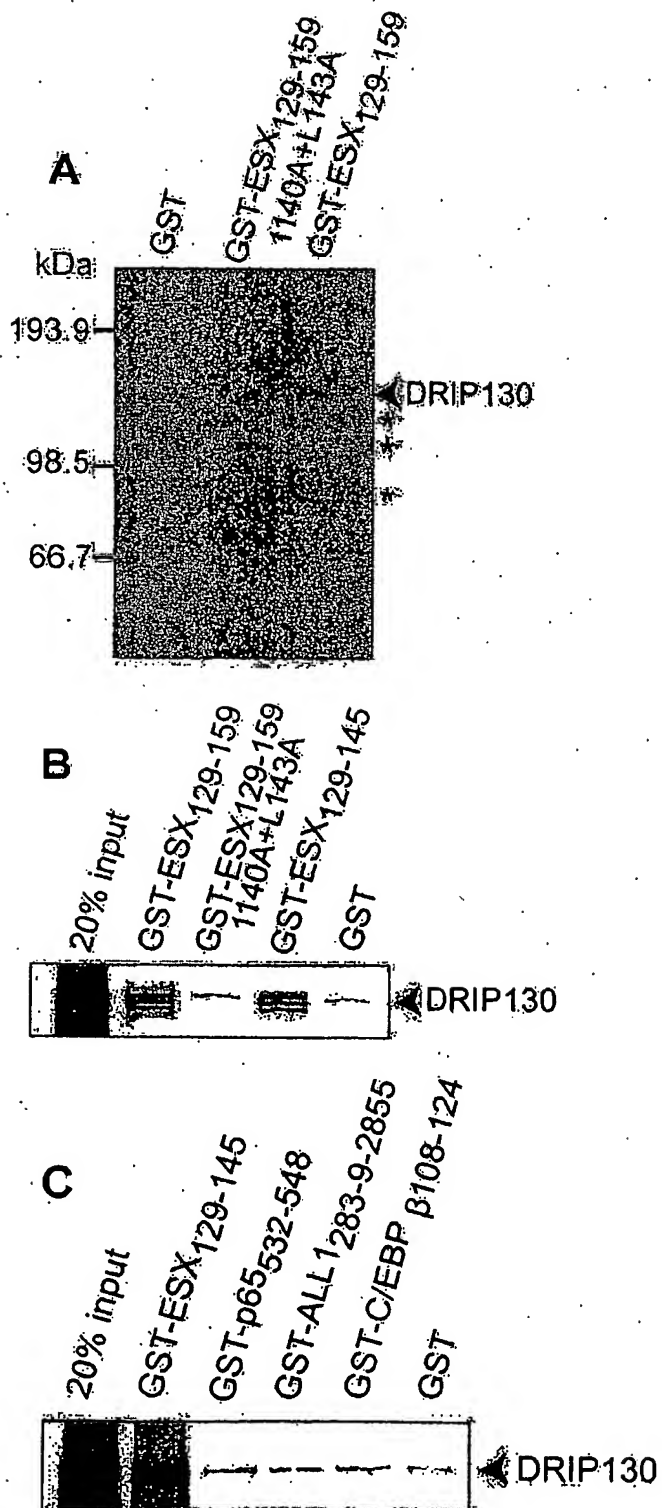 A
GST
GST-ESX129-159
1140A+L143A
GST-ESX129-159
kDa
193.9
DRIP130
*
*
98.5
*
66.7
B
20% input
GST-ESX129-159
GST-ESX129-159
1140A+L143A
GST-ESX129-145
GST
DRIP130
C
20% input
GST-ESX129-145
GST-p65532-548
GST-ALL1283-9-2855
GST-C/EBP β108-124
GST
DRIP130